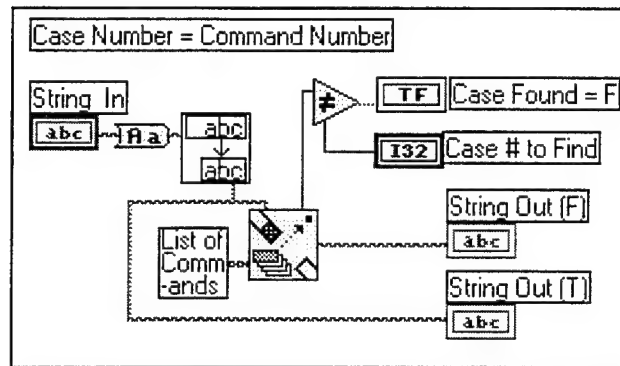 Case Number = Command Number
String In
abc
Aa
abc
abc
≠
TF
Case Found = F
I32
Case # to Find
String Out (F)
abc
List of
Comm
-ands
String Out (T)
abc